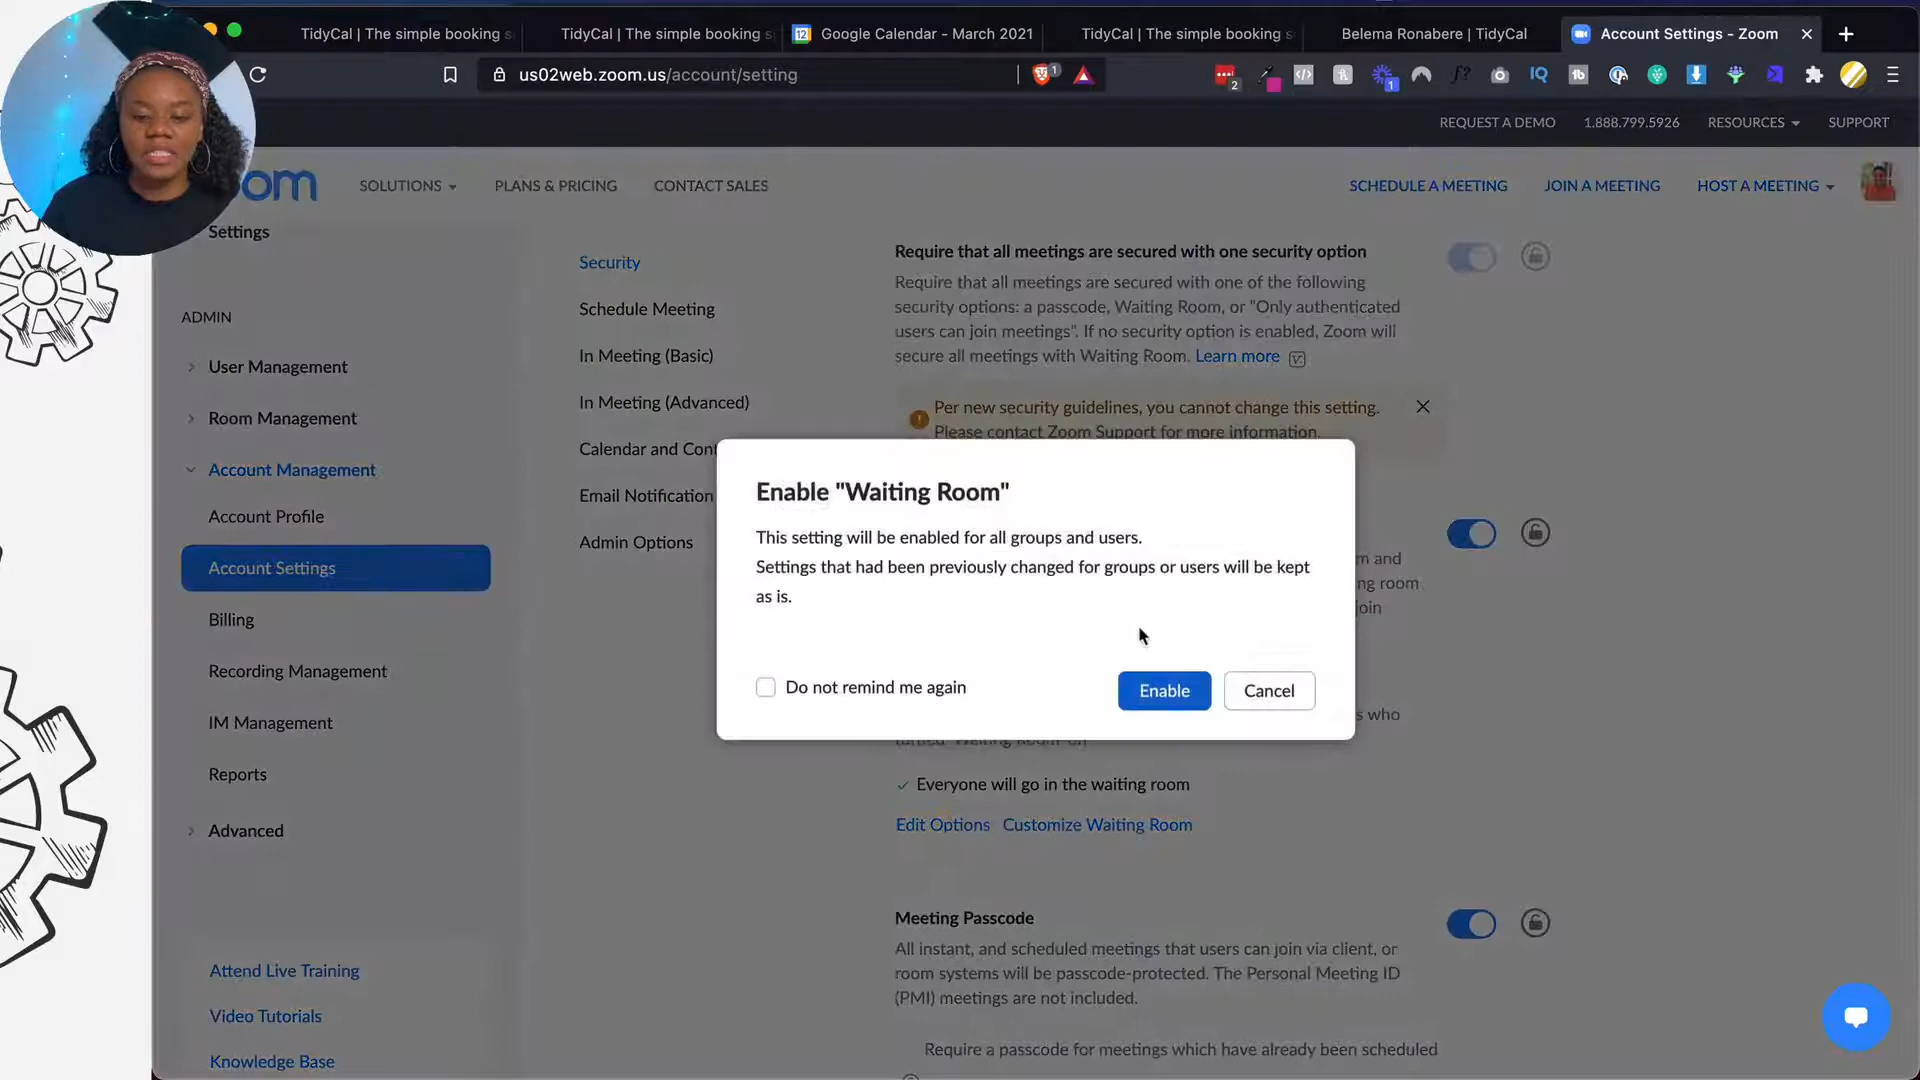 TidyCal | The simple booking s
TidyCal | The simple booking s
Google Calendar - March 2021
TidyCal | The simple booking s
Belema Ronabere | TidyCal
Account Settings - Zoom
us02web.zoom.us/account/setting
REQUEST A DEMO
1.888.799.5926
RESOURCES
SUPPORT
oom
SOLUTIONS
PLANS & PRICING
CONTACT SALES
SCHEDULE A MEETING
JOIN A MEETING
HOST A MEETING
Settings
ADMIN
User Management
Room Management
Account Management
Account Profile
Account Settings
Billing
Recording Management
IM Management
Reports
Advanced
Attend Live Training
Video Tutorials
Knowledge Base
Security
Schedule Meeting
In Meeting (Basic)
In Meeting (Advanced)
Calendar and Cont
Email Notification
Admin Options
Require that all meetings are secured with one security option
Require that all meetings are secured with one of the following
security options: a passcode, Waiting Room, or "Only authenticated
users can join meetings". If no security option is enabled, Zoom will
secure all meetings with Waiting Room. Learn more
Per new security guidelines, you cannot change this setting.
Please contact Zoom Support for more information.
Enable "Waiting Room"
This setting will be enabled for all groups and users.
Settings that had been previously changed for groups or users will be kept
as is.
Do not remind me again
Enable
Cancel
m and
ng room
oin
s who
turned "Waiting Room" on
Everyone will go in the waiting room
Edit Options
Customize Waiting Room
Meeting Passcode
All instant, and scheduled meetings that users can join via client, or
room systems will be passcode-protected. The Personal Meeting ID
(PMI) meetings are not included.
Require a passcode for meetings which have already been scheduled